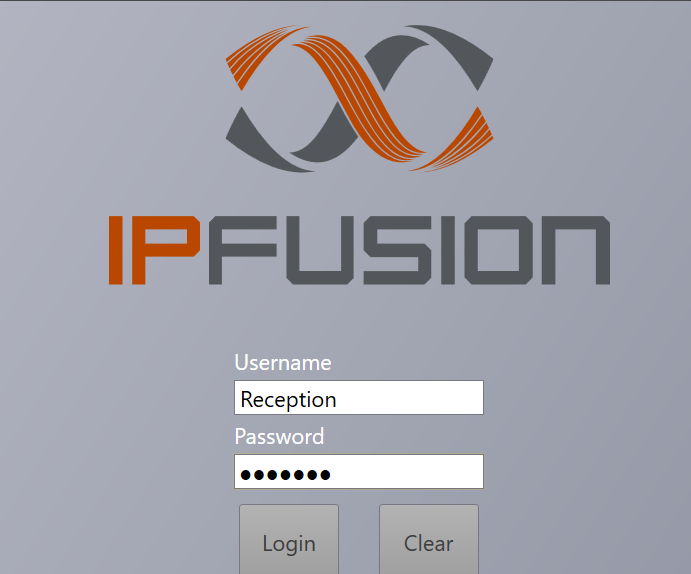 IPFUSION
Username
Reception
Password
●●●●●●●
Login Clear